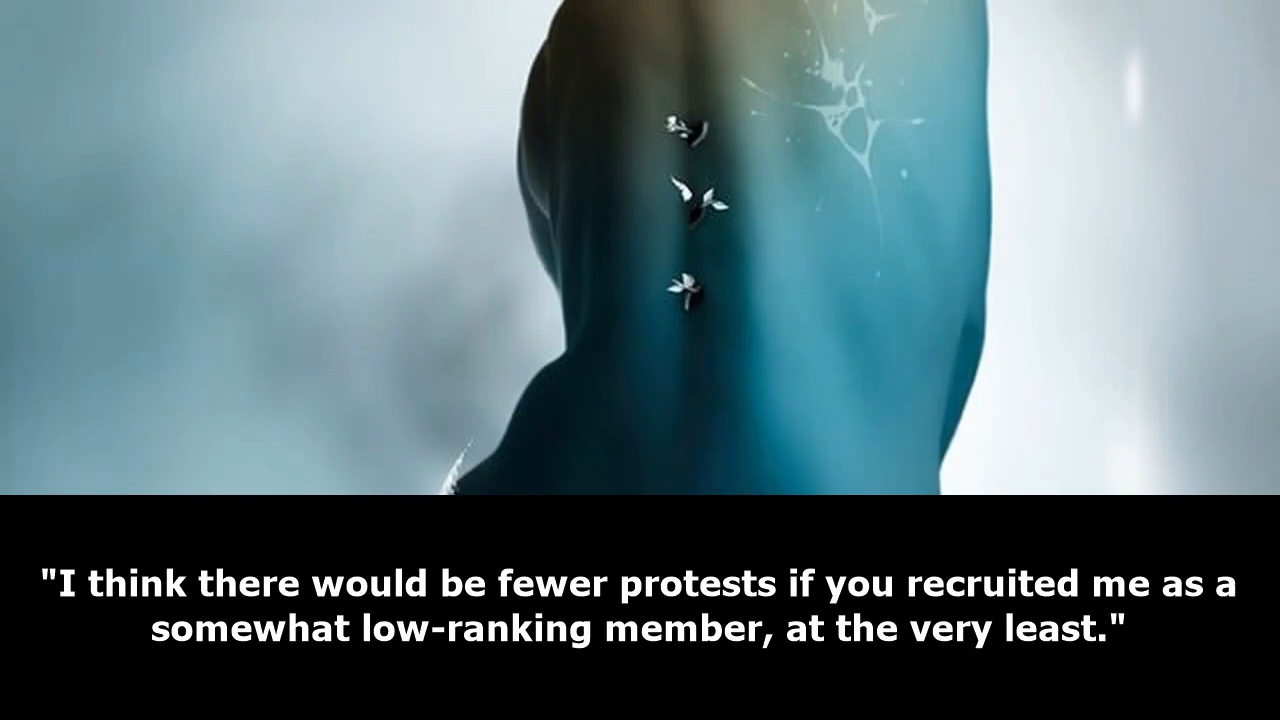 "I think there would be fewer protests if you recruited me as a
somewhat low-ranking member, at the very least."